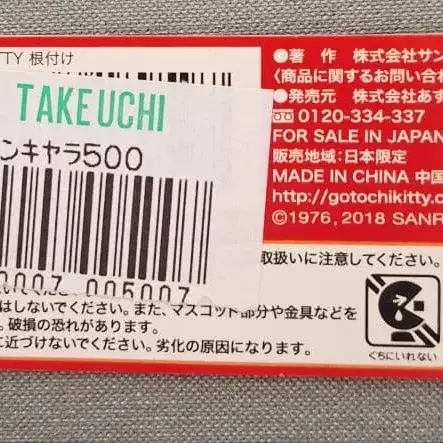 TTY 根付け
TAKEUCHI
ンキヤラ500
0007 005007
●著 作 株式会社サン
〈商品に関するお問い合
●発売元 株式会社あす
0120-334-337
FOR SALE IN JAPAN
販売地域:日本限定
MADE IN CHINA 中国
http://gotochikitty.c
©1976, 2018 SANR
取扱いに注意してください。
はしないでください。また、マスコット部分や金具などを
。破損の恐れがあります。
に近づけないでください。劣化の原因になります。
くちにいれない